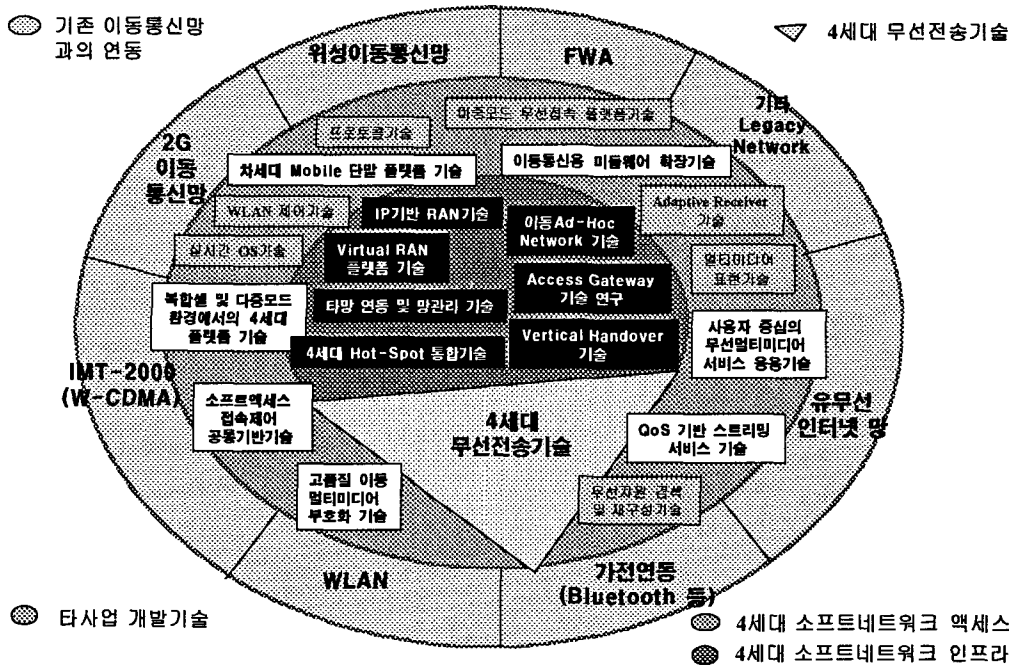 기존 이동통신망
과의 연동
4세대 무선전송기술
위성이동통신망
FWA
기타
Legacy
Network
2G
이동
통신망
이중모드 무선접속 플랫폼기술
프로토콜기술
차세대 Mobile 단말 플랫폼 기술
이동통신용 미들웨어 확장기술
WLAN 제어기술
IP기반 RAN기술
이동Ad-Hoc
Network 기술
Adaptive Receiver
기술
실시간 OS기술
Virtual RAN
플랫폼 기술
Access Gateway
기술 연구
멀티미디어
표현기술
복합셀 및 다중모드
환경에서의 4세대
플랫폼 기술
타망 연동 및 망관리 기술
4세대 Hot-Spot 통합기술
Vertical Handover
기술
사용자 중심의
무선멀티미디어
서비스 응용기술
IMT-2000
(W-CDMA)
소프트액세스
접속제어
공통기반기술
4세대
무선전송기술
QoS 기반 스트리밍
서비스 기술
유무선
인터넷 망
고품질 이동
멀티미디어
부호화 기술
무선자원 검색
및 재구성기술
WLAN
가전연동
(Bluetooth 등)
타사업 개발기술
4세대 소프트네트워크 액세스
4세대 소프트네트워크 인프라